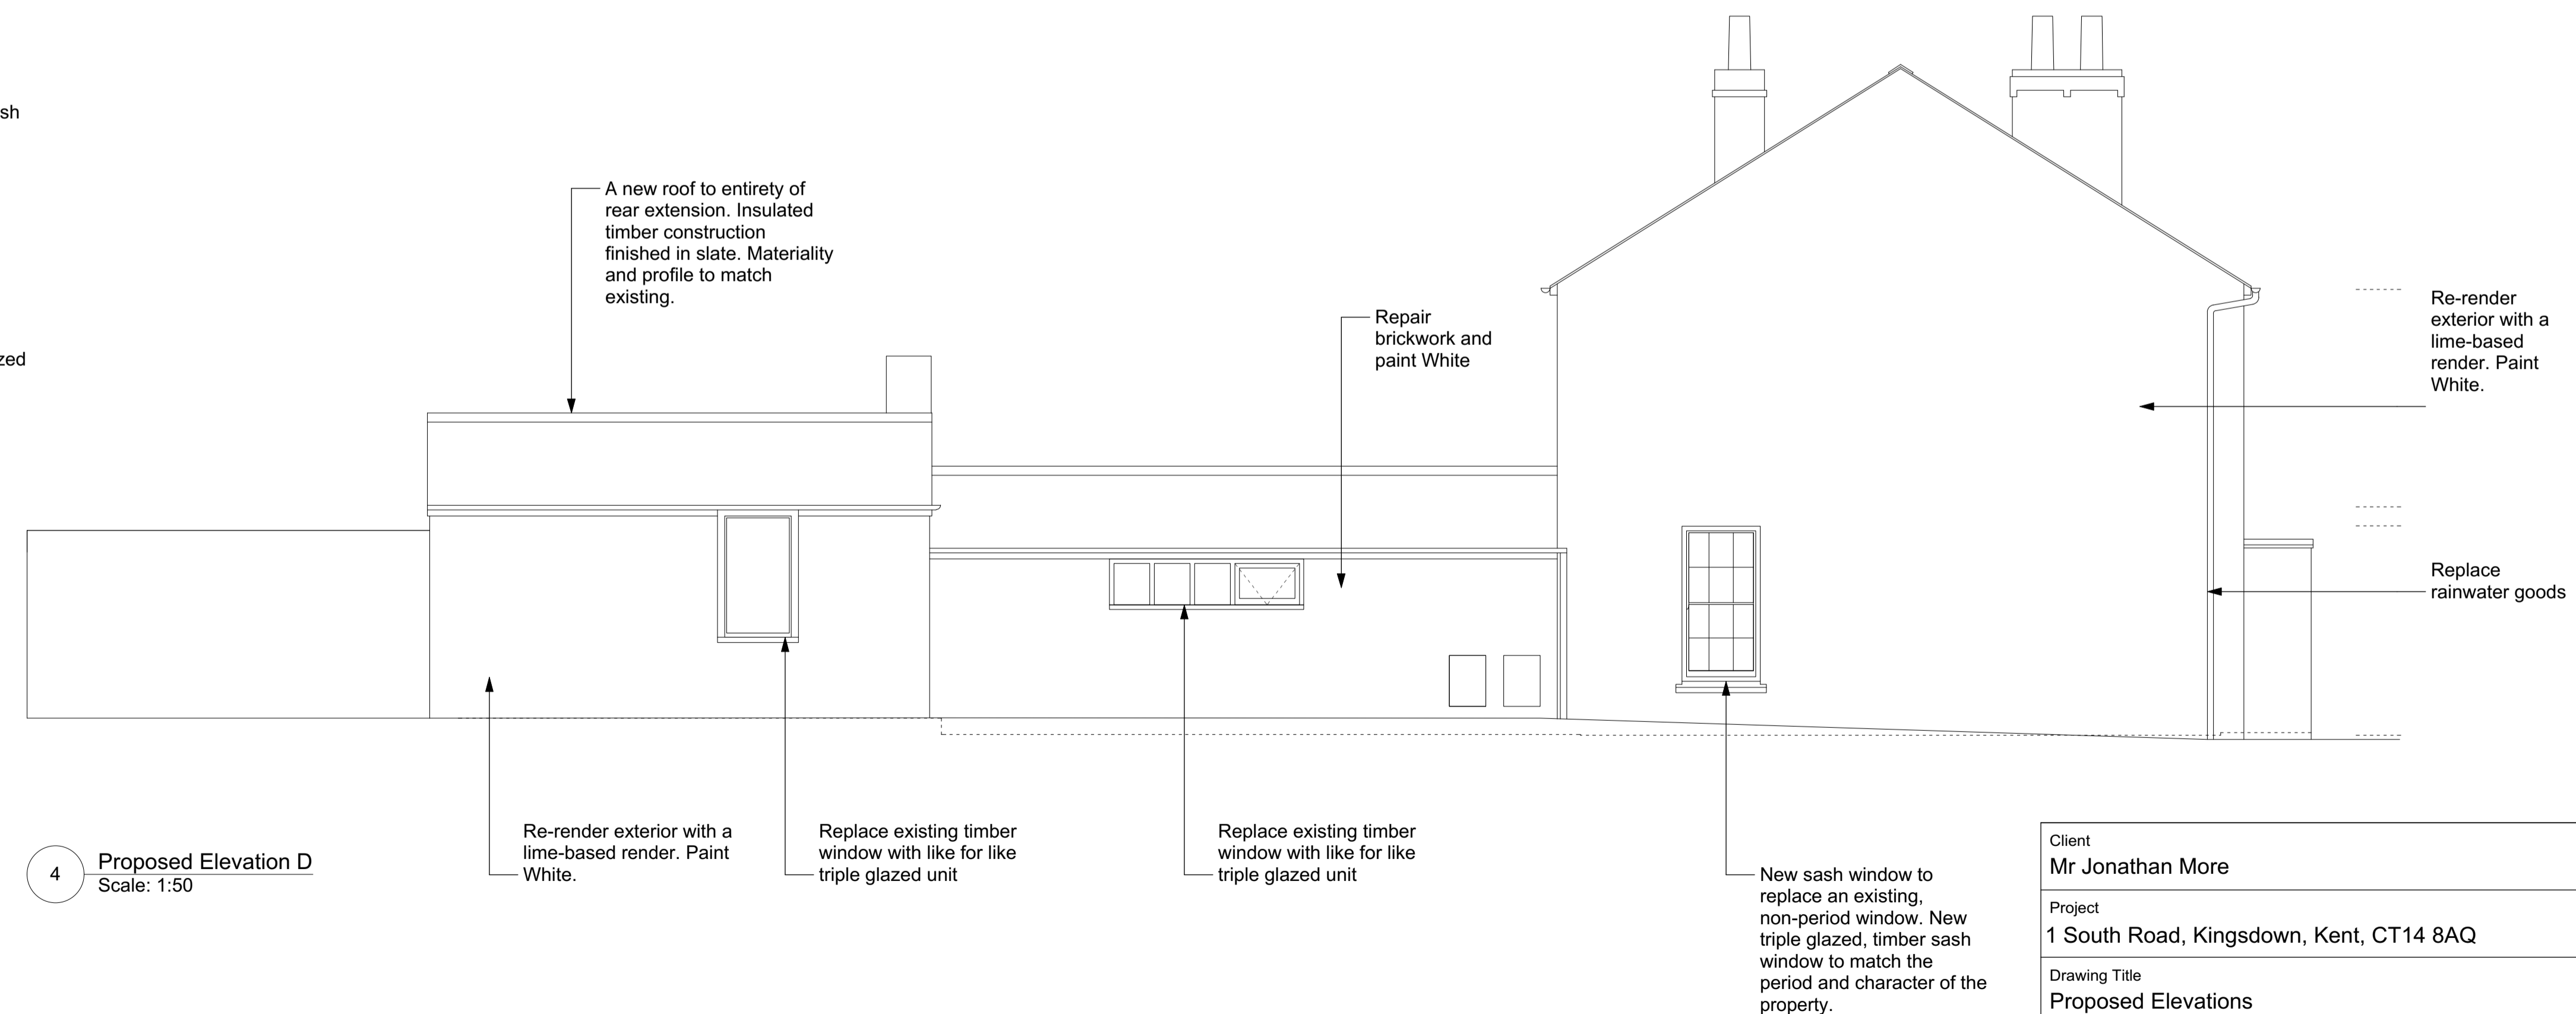 sh
zed
A new roof to entirety of
rear extension. Insulated
timber construction
finished in slate. Materiality
and profile to match
existing.
Repair
brickwork and
paint White
Re-render
exterior with a
lime-based
render. Paint
White.
Replace
rainwater goods
4
Proposed Elevation D
Scale: 1:50
Re-render exterior with a
lime-based render. Paint
White.
Replace existing timber
window with like for like
triple glazed unit
Replace existing timber
window with like for like
triple glazed unit
New sash window to
replace an existing,
non-period window. New
triple glazed, timber sash
window to match the
period and character of the
property.
Client
Mr Jonathan More
Project
1 South Road, Kingsdown, Kent, CT14 8AQ
Drawing Title
Proposed Elevations